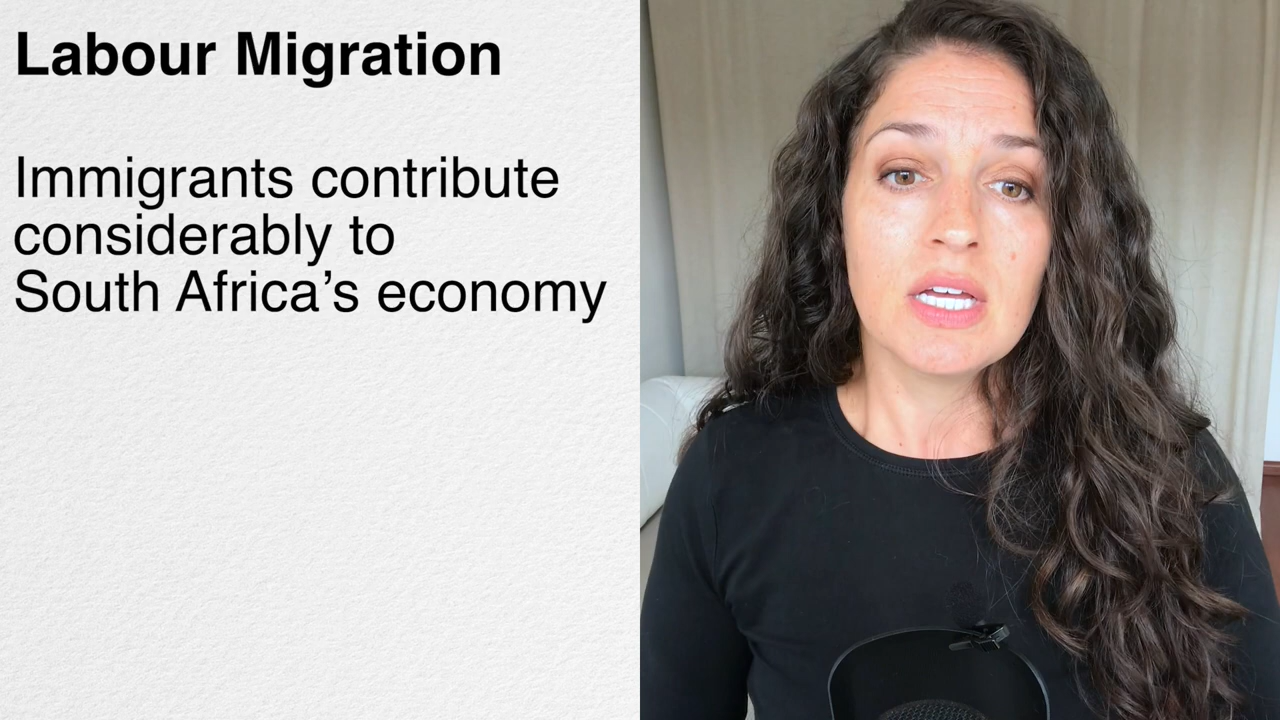 Labour Migration
Immigrants contribute
considerably to
South Africa’s economy